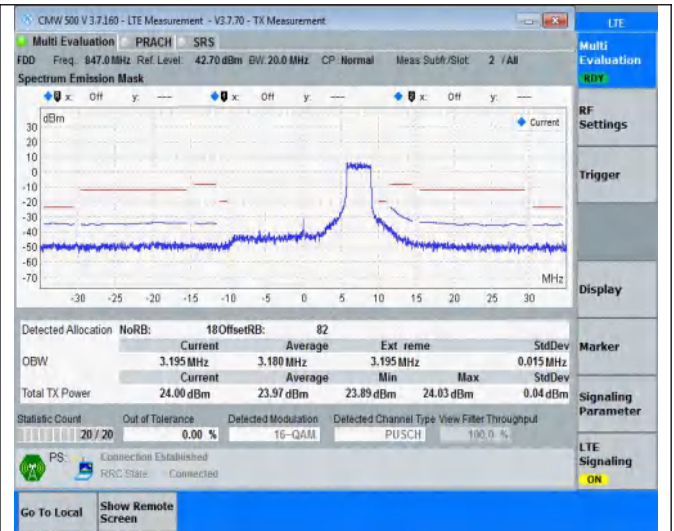 CMW 500 V 3.7.160 - LTE Measurement - V3.7.70 - TX Measurement
LTE
Multi Evaluation PRACH SRS
Multi Evaluation
RDY
FDD Freq. 847.0 MHz Ref. Level: 42.70 dBm BW: 20.0 MHz CP: Normal Meas Subfr./Slot: 2 / All
Spectrum Emission Mask
x: Off y: --- x: Off y: --- x: Off y: ---
dBm
Current
30
20
10
0
-10
-20
-30
-40
-50
-60
-70
MHz
-30 -25 -20 -15 -10 -5 0 5 10 15 20 25 30
RF Settings
Trigger
Display
Marker
Signaling Parameter
LTE Signaling
ON
Detected Allocation NoRB: 18 OffsetRB: 82
Current Average Extreme StdDev
OBW 3.195 MHz 3.180 MHz 3.195 MHz 0.015 MHz
Current Average Min Max StdDev
Total TX Power 24.00 dBm 23.97 dBm 23.89 dBm 24.03 dBm 0.04 dBm
Statistic Count Out of Tolerance Detected Modulation Detected Channel Type View Filter Throughput
20 / 20 0.00 % 16-QAM PUSCH 100.0 %
PS: Connection Established
RRC State: Connected
Go To Local
Show Remote Screen